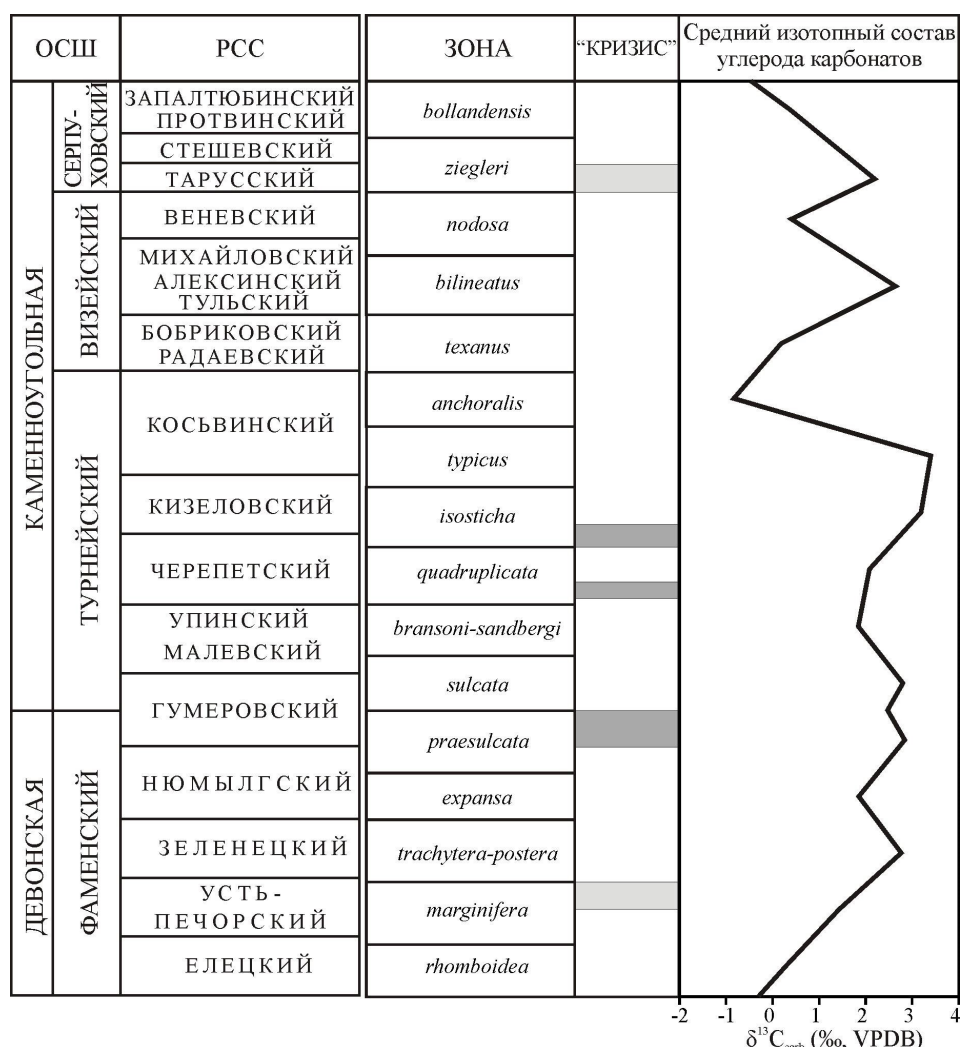 ОСШ
РСС
ЗОНА
“КРИЗИС”
Средний изотопный состав
углерода карбонатов
КАМЕННОУГОЛЬНАЯ
ДЕВОНСКАЯ
СЕРПУ-
ХОВСКИЙ
ВИЗЕЙСКИЙ
ТУРНЕЙСКИЙ
ФАМЕНСКИЙ
ЗАПАЛТЮБИНСКИЙ
ПРОТВИНСКИЙ
СТЕШЕВСКИЙ
ТАРУССКИЙ
ВЕНЕВСКИЙ
МИХАЙЛОВСКИЙ
АЛЕКСИНСКИЙ
ТУЛЬСКИЙ
БОБРИКОВСКИЙ
РАДАЕВСКИЙ
КОСЬВИНСКИЙ
КИЗЕЛОВСКИЙ
ЧЕРЕПЕТСКИЙ
УПИНСКИЙ
МАЛЕВСКИЙ
ГУМЕРОВСКИЙ
НЮМЫЛГСКИЙ
ЗЕЛЕНЕЦКИЙ
УСТЬ-
ПЕЧОРСКИЙ
ЕЛЕЦКИЙ
bollandensis
ziegleri
nodosa
bilineatus
texanus
anchoralis
typicus
isosticha
quadruplicata
bransoni-sandbergi
sulcata
praesulcata
expansa
trachytera-postera
marginifera
rhomboidea
-2 -1 0 1 2 3 4
δ¹³Ccarb (‰, VPDB)